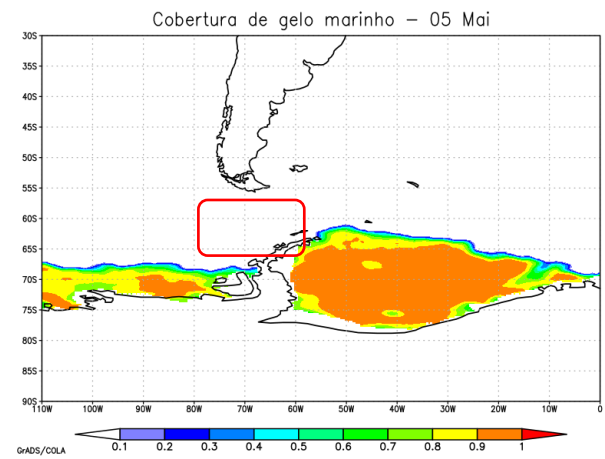 Cobertura de gelo marinho – 05 Mai
30S
35S
40S
45S
50S
55S
60S
65S
70S
75S
80S
85S
90S
110W 100W 90W 80W 70W 60W 50W 40W 30W 20W 10W 0
0.1 0.2 0.3 0.4 0.5 0.6 0.7 0.8 0.9 1
GrADS/COLA